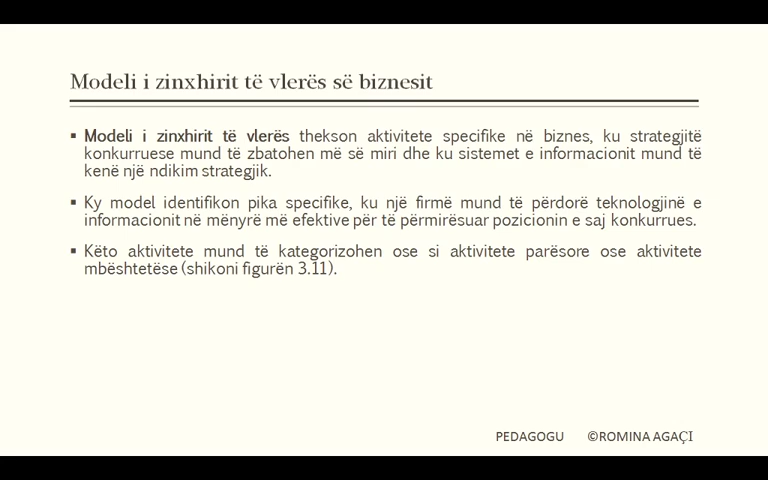 Modeli i zinxhirit të vlerës së biznesit
▪ Modeli i zinxhirit të vlerës thekson aktivitete specifike në biznes, ku strategjitë
konkurruese mund të zbatohen më së miri dhe ku sistemet e informacionit mund të
kenë një ndikim strategjik.
▪ Ky model identifikon pika specifike, ku një firmë mund të përdorë teknologjinë e
informacionit në mënyrë më efektive për të përmirësuar pozicionin e saj konkurrues.
▪ Këto aktivitete mund të kategorizohen ose si aktivitete parësore ose aktivitete
mbështetëse (shikoni figurën 3.11).
PEDAGOGU ©ROMINA AGAÇI